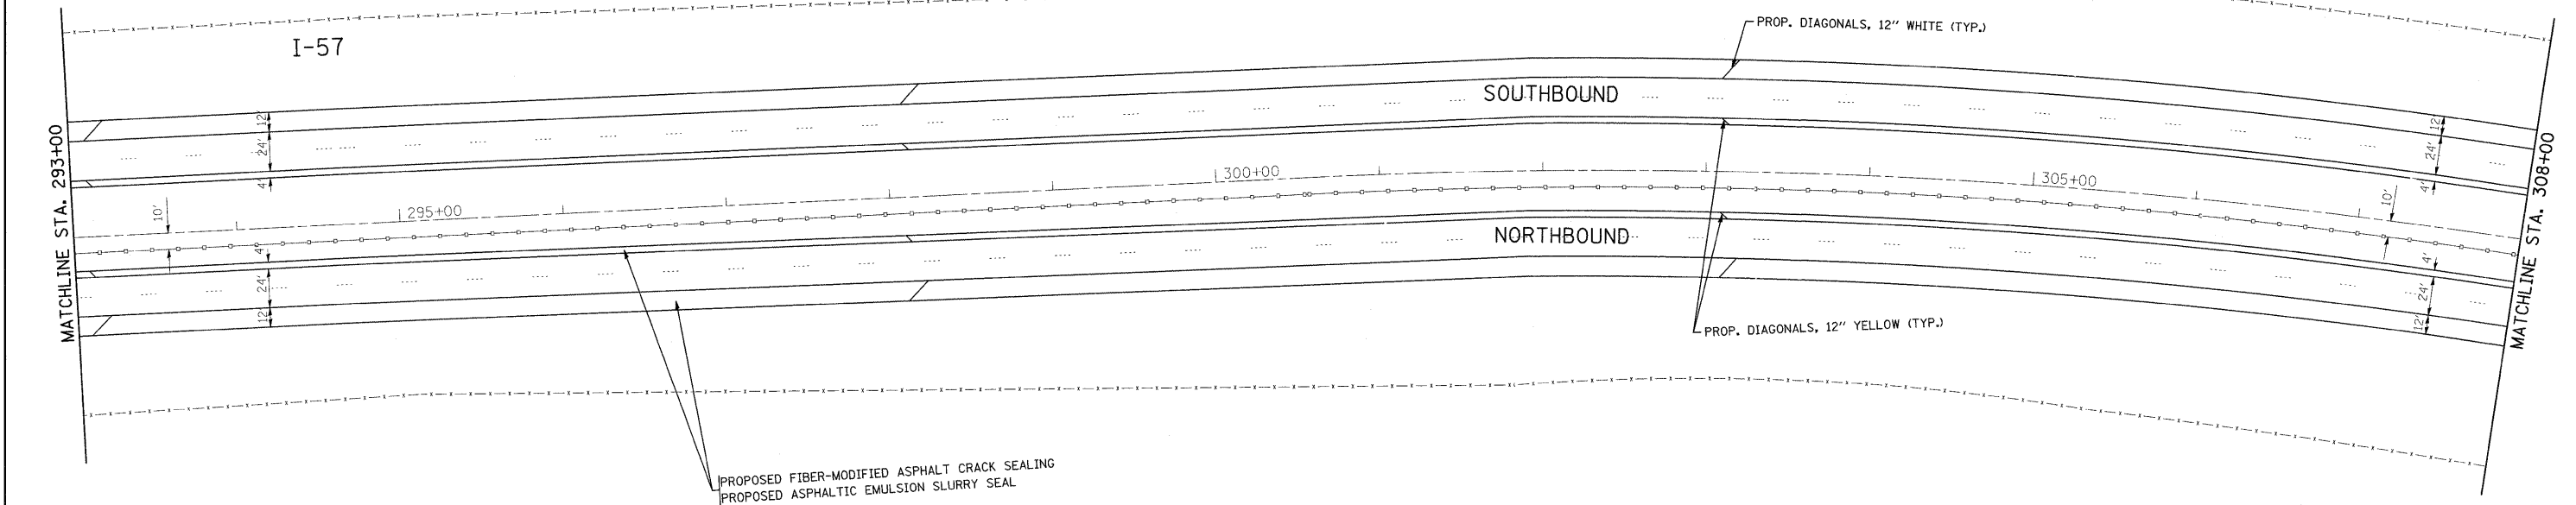 PROP. DIAGONALS, 12" WHITE (TYP.)
I-57
SOUTHBOUND
12'
24'
4'
12'
24'
4'
MATCHLINE STA. 293+00
MATCHLINE STA. 308+00
295+00
300+00
305+00
10'
10'
NORTHBOUND
4'
24'
12'
4'
24'
12'
PROP. DIAGONALS, 12" YELLOW (TYP.)
PROPOSED FIBER-MODIFIED ASPHALT CRACK SEALING
PROPOSED ASPHALTIC EMULSION SLURRY SEAL